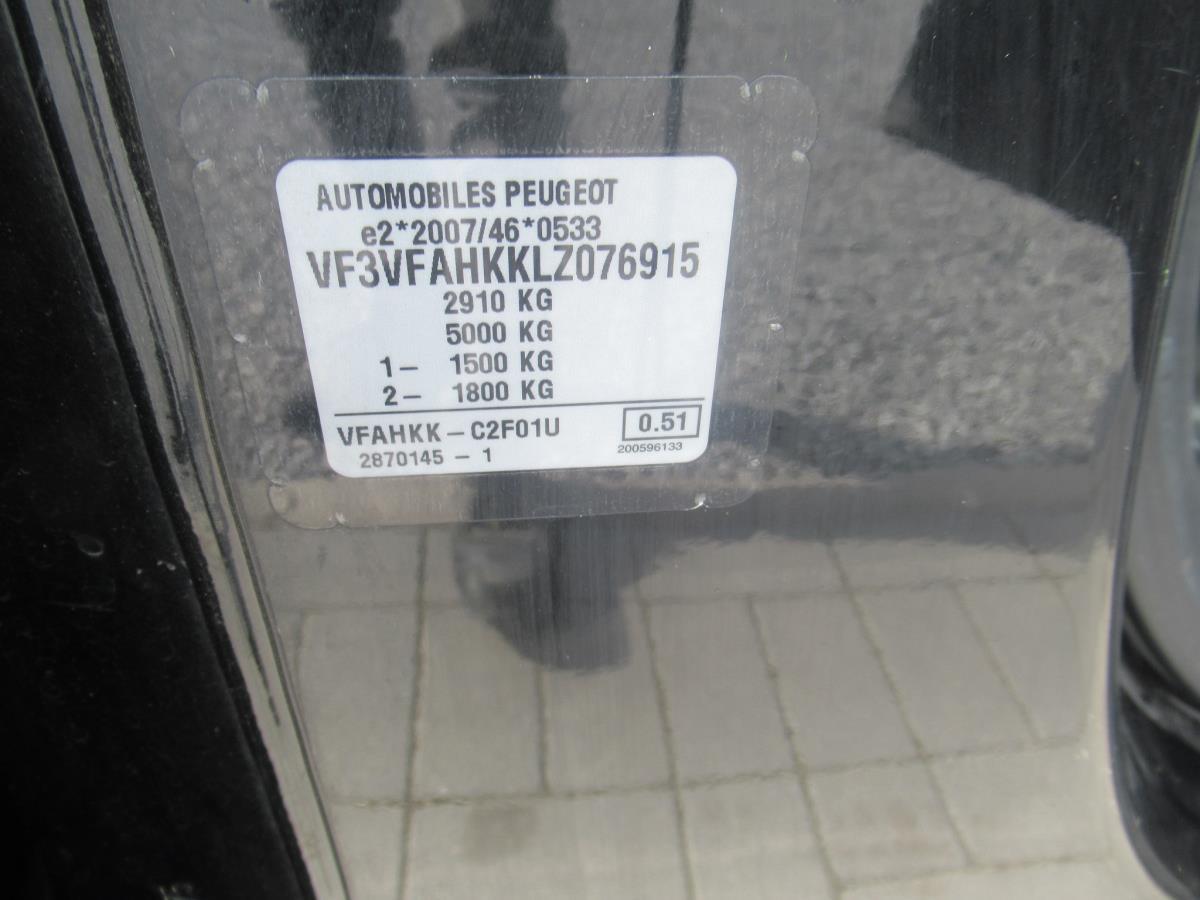 AUTOMOBILES PEUGEOT
e2*2007/46*0533
VF3VFAHKKLZ076915
2910 KG
5000 KG
1- 1500 KG
2- 1800 KG
VFAHKK-C2F01U 0.51
2870145-1 200596133